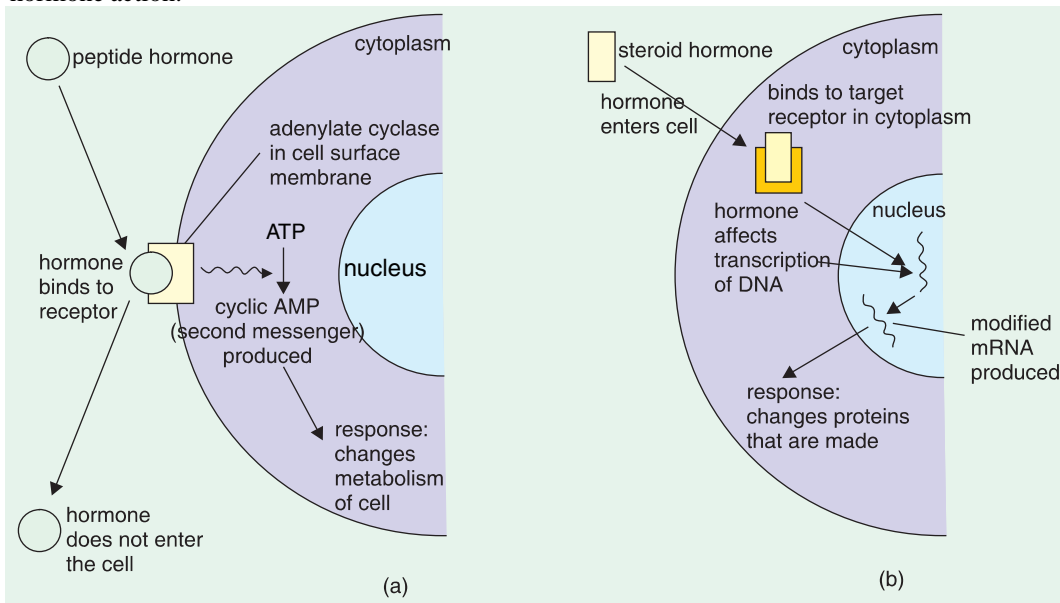 hormone action.
peptide hormone
cytoplasm
adenylate cyclase
in cell surface
membrane
ATP
hormone
binds to
receptor
nucleus
cyclic AMP
(second messenger)
produced
response:
changes
metabolism
of cell
hormone
does not enter
the cell
(a)
steroid hormone
cytoplasm
hormone
enters cell
binds to target
receptor in cytoplasm
nucleus
hormone
affects
transcription
of DNA
modified
mRNA
produced
response:
changes proteins
that are made
(b)